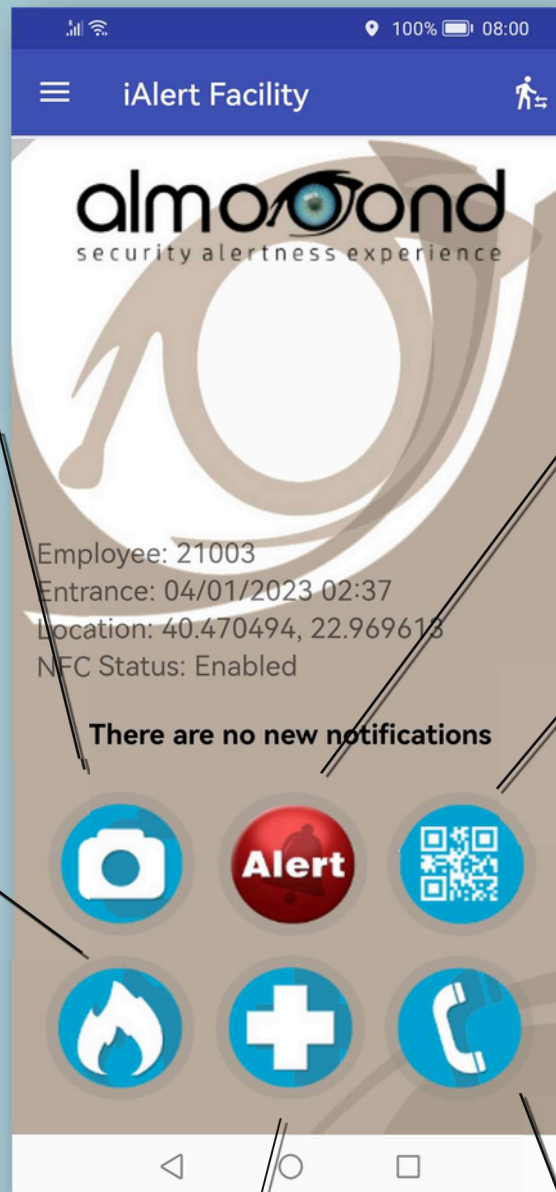 100% 08:00
iAlert Facility
almond
security alertness experience
Employee: 21003
Entrance: 04/01/2023 02:37
Location: 40.470494, 22.969613
NFC Status: Enabled
There are no new notifications
Alert